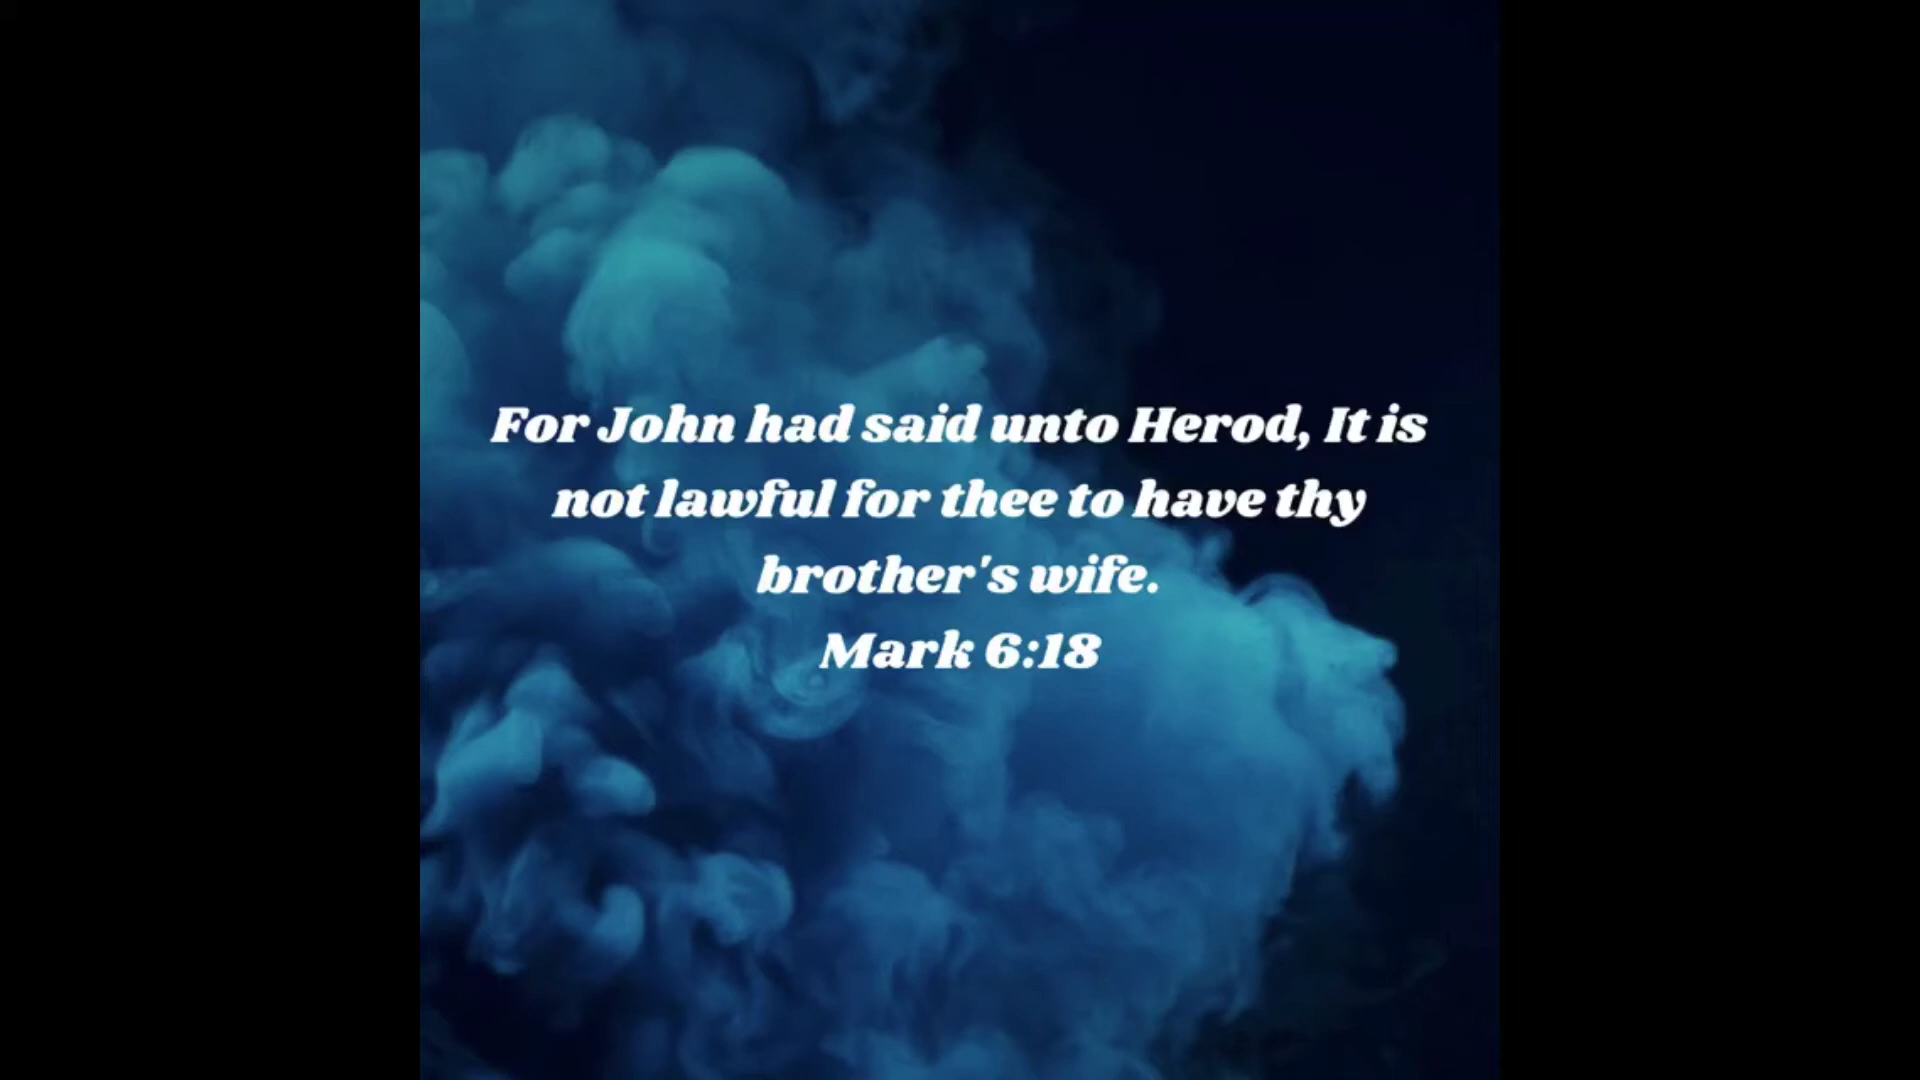 For John had said unto Herod, It is
not lawful for thee to have thy
brother's wife.
Mark 6:18